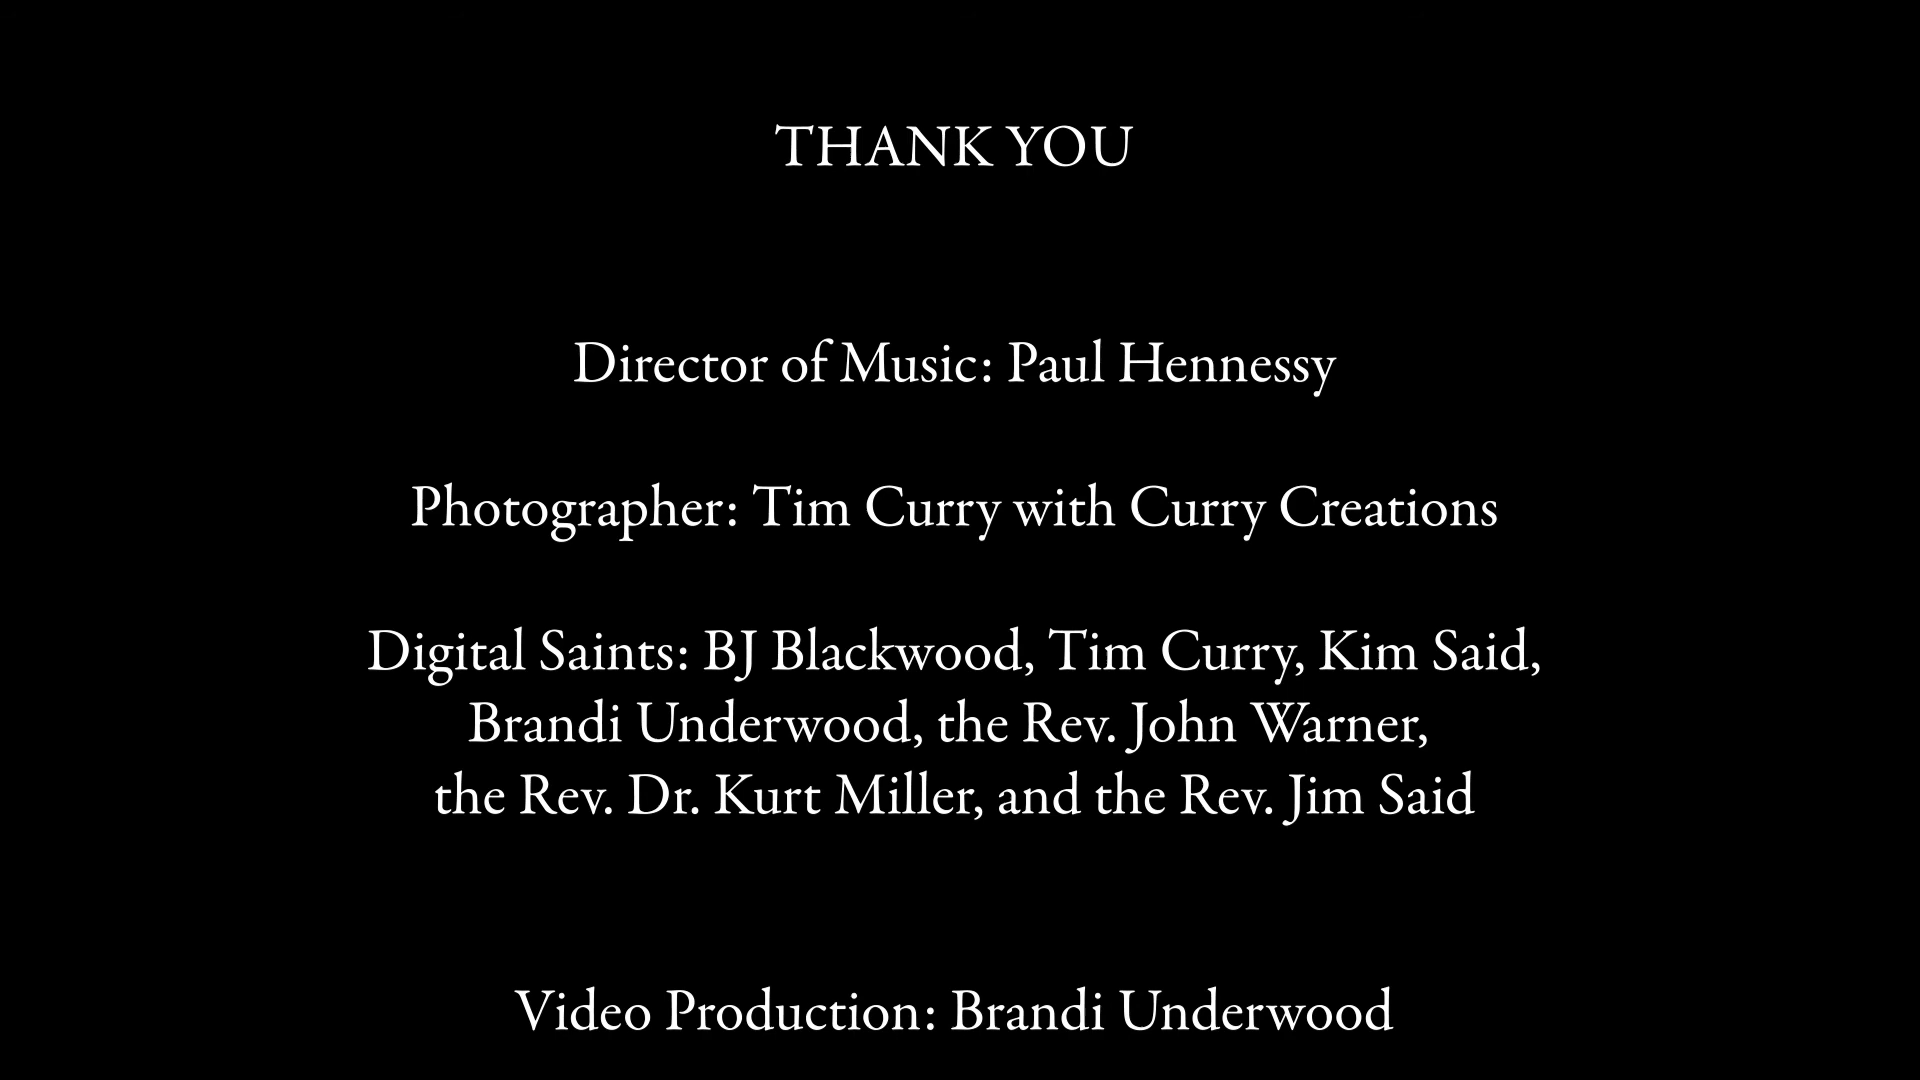 THANK YOU
Director of Music: Paul Hennessy
Photographer: Tim Curry with Curry Creations
Digital Saints: BJ Blackwood, Tim Curry, Kim Said,
Brandi Underwood, the Rev. John Warner,
the Rev. Dr. Kurt Miller, and the Rev. Jim Said
Video Production: Brandi Underwood